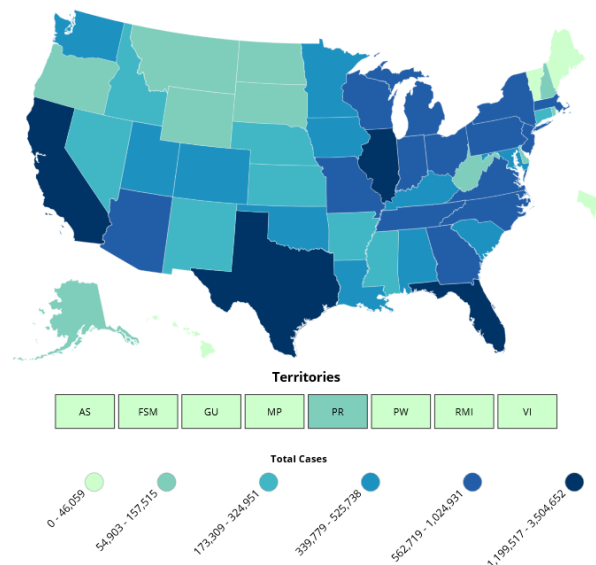 Territories
AS FSM GU MP PR PW RMI VI
Total Cases
0 - 46,059
54,903 - 157,515
173,309 - 324,951
339,779 - 525,738
562,719 - 1,024,931
1,199,517 - 3,504,652